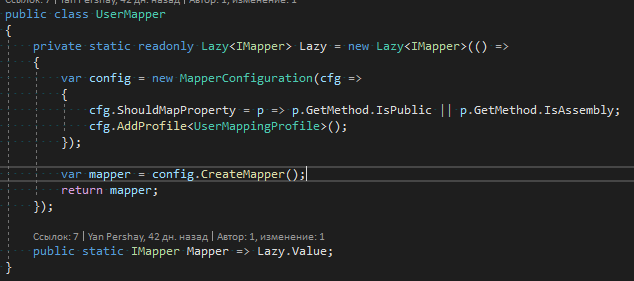 Ссылок: 7 | Yan Pershay, 42 дн. назад | Автор: 1, изменение: 1
public class UserMapper
{
    private static readonly Lazy<IMapper> Lazy = new Lazy<IMapper>(() =>
    {
        var config = new MapperConfiguration(cfg =>
        {
            cfg.ShouldMapProperty = p => p.GetMethod.IsPublic || p.GetMethod.IsAssembly;
            cfg.AddProfile<UserMappingProfile>();
        });
        var mapper = config.CreateMapper();
        return mapper;
    });
    Ссылок: 7 | Yan Pershay, 42 дн. назад | Автор: 1, изменение: 1
    public static IMapper Mapper => Lazy.Value;
}